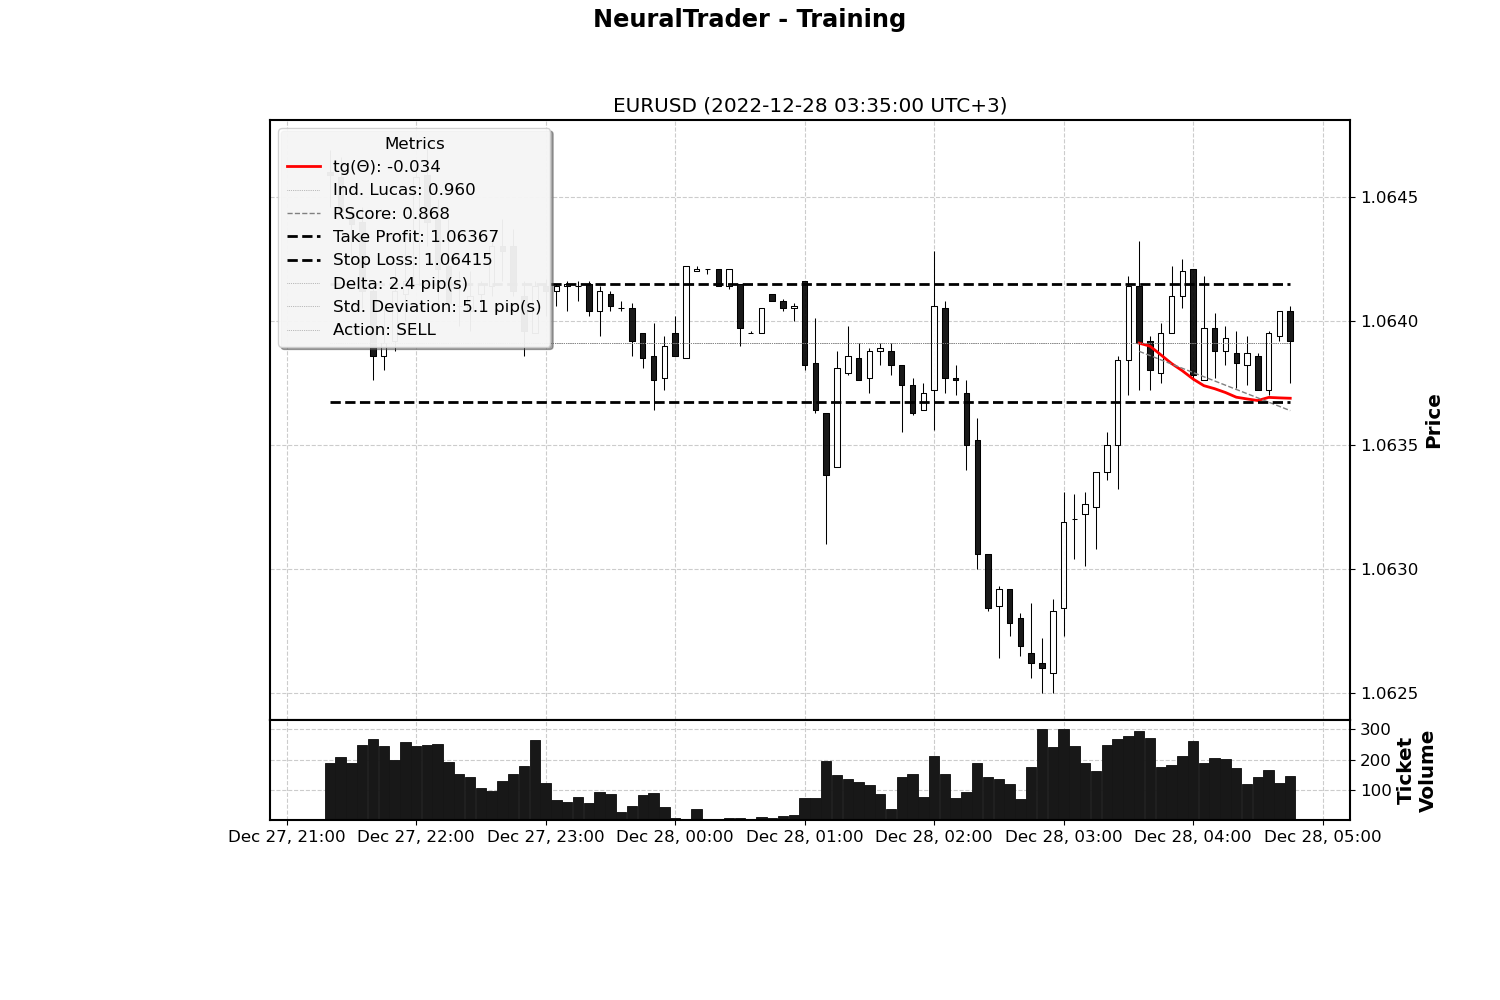 NeuralTrader - Training
EURUSD (2022-12-28 03:35:00 UTC+3)
Metrics
tg(Θ): -0.034
Ind. Lucas: 0.960
RScore: 0.868
Take Profit: 1.06367
Stop Loss: 1.06415
Delta: 2.4 pip(s)
Std. Deviation: 5.1 pip(s)
Action: SELL
1.0645
1.0640
1.0635
1.0630
1.0625
Price
300
200
100
Ticket
Volume
Dec 27, 21:00 Dec 27, 22:00 Dec 27, 23:00 Dec 28, 00:00 Dec 28, 01:00 Dec 28, 02:00 Dec 28, 03:00 Dec 28, 04:00 Dec 28, 05:00